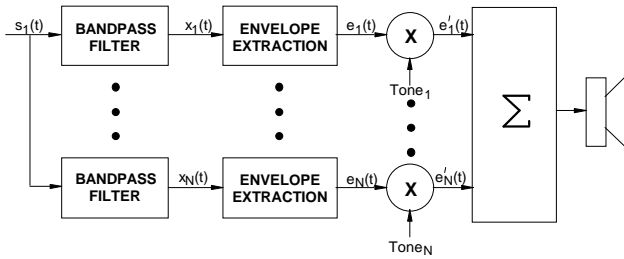 s1(t) BANDPASS FILTER x1(t) ENVELOPE EXTRACTION e1(t) X e′1(t)
Tone1
Σ
BANDPASS FILTER xN(t) ENVELOPE EXTRACTION eN(t) X e′N(t)
ToneN